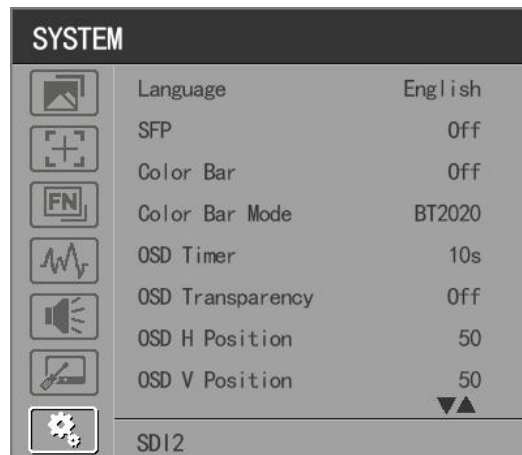 SYSTEM
Language English
SFP Off
Color Bar Off
FN
Color Bar Mode BT2020
OSD Timer 10s
OSD Transparency Off
OSD H Position 50
OSD V Position 50
SDI2